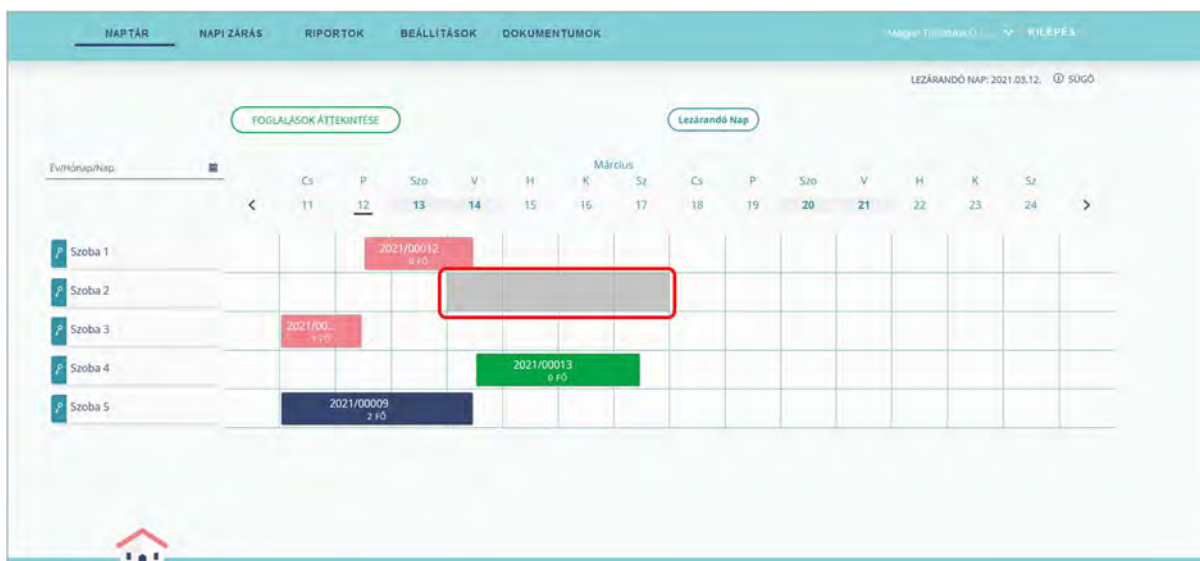 NAPTÁR NAPI ZÁRÁS RIPORTOK BEÁLLÍTÁSOK DOKUMENTUMOK KILÉPÉS
LEZÁRANDÓ NAP: 2021.03.12. SÚGÓ
FOGLALÁSOK ÁTTEKINTÉSE Lezárandó Nap
Év/Hónap/Nap Március
Cs P Szo V H K Sz Cs P Szo V H K Sz
11 12 13 14 15 16 17 18 19 20 21 22 23 24
Szoba 1 2021/00012
0 FŐ
Szoba 2
Szoba 3 2021/00...
1 FŐ
Szoba 4 2021/00013
0 FŐ
Szoba 5 2021/00009
2 FŐ